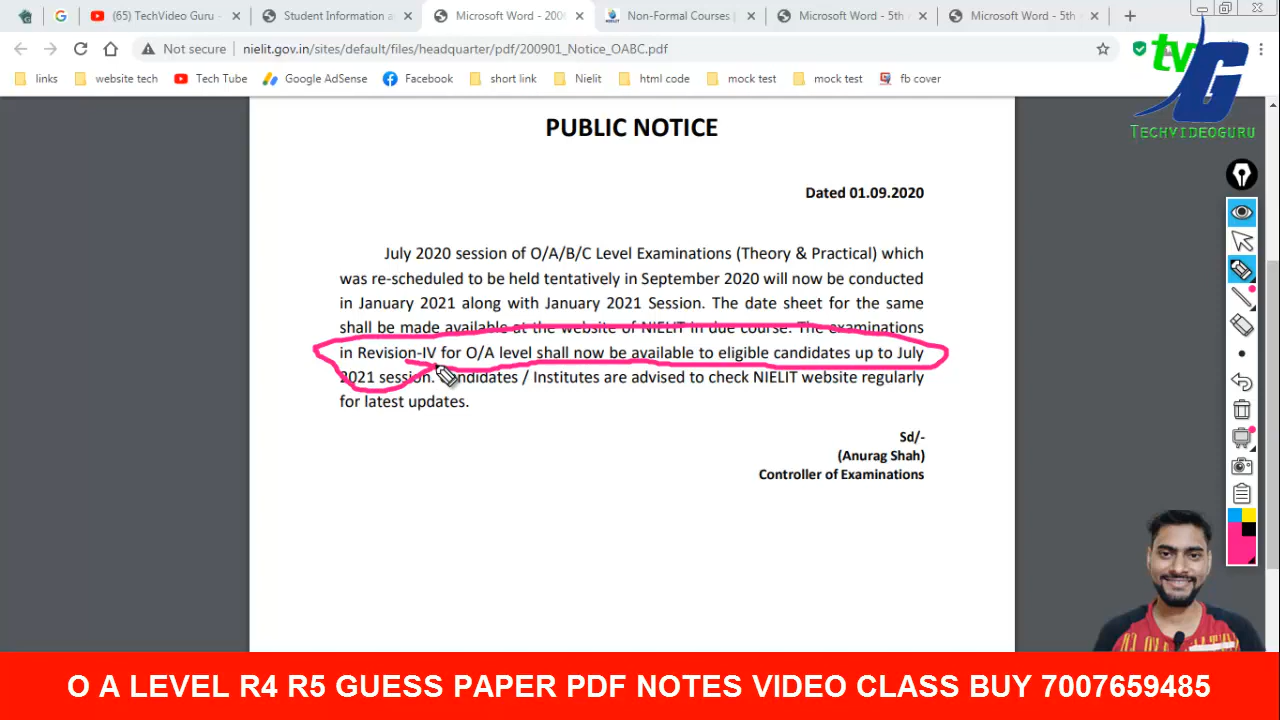 (65) TechVideo Guru -
Student Information a
Microsoft Word - 200
Non-Formal Courses |
Microsoft Word - 5th
Microsoft Word - 5th
Not secure | nielit.gov.in/sites/default/files/headquarter/pdf/200901_Notice_OABC.pdf
links website tech Tech Tube Google AdSense Facebook short link Nielit html code mock test mock test fb cover
tvG
TECHVIDEOGURU
PUBLIC NOTICE
Dated 01.09.2020
July 2020 session of O/A/B/C Level Examinations (Theory & Practical) which
was re-scheduled to be held tentatively in September 2020 will now be conducted
in January 2021 along with January 2021 Session. The date sheet for the same
shall be made available at the website of NIELIT in due course. The examinations
in Revision-IV for O/A level shall now be available to eligible candidates up to July
2021 session. Candidates / Institutes are advised to check NIELIT website regularly
for latest updates.
Sd/-
(Anurag Shah)
Controller of Examinations
O A LEVEL R4 R5 GUESS PAPER PDF NOTES VIDEO CLASS BUY 7007659485